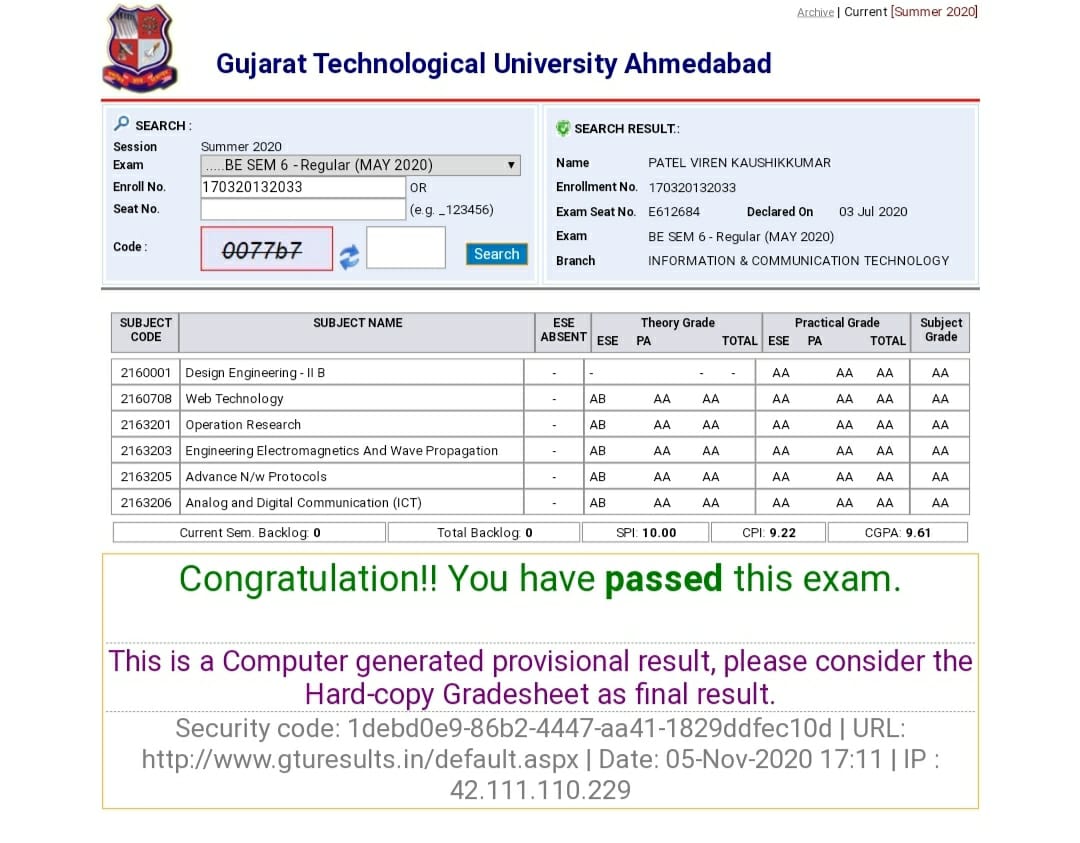 Archive | Current [Summer 2020]
Gujarat Technological University Ahmedabad
SEARCH :
Session Summer 2020
Exam .....BE SEM 6 - Regular (MAY 2020)
Enroll No. 170320132033 OR
Seat No. (e.g. _123456)
Code : 0077b7 Search
SEARCH RESULT.:
Name PATEL VIREN KAUSHIKKUMAR
Enrollment No. 170320132033
Exam Seat No. E612684 Declared On 03 Jul 2020
Exam BE SEM 6 - Regular (MAY 2020)
Branch INFORMATION & COMMUNICATION TECHNOLOGY
SUBJECT CODE SUBJECT NAME ESE ABSENT Theory Grade ESE PA TOTAL Practical Grade ESE PA TOTAL Subject Grade
2160001 Design Engineering - II B - - - - AA AA AA AA
2160708 Web Technology - AB AA AA AA AA AA AA
2163201 Operation Research - AB AA AA AA AA AA AA
2163203 Engineering Electromagnetics And Wave Propagation - AB AA AA AA AA AA AA
2163205 Advance N/w Protocols - AB AA AA AA AA AA AA
2163206 Analog and Digital Communication (ICT) - AB AA AA AA AA AA AA
Current Sem. Backlog: 0 Total Backlog: 0 SPI: 10.00 CPI: 9.22 CGPA: 9.61
Congratulation!! You have passed this exam.
This is a Computer generated provisional result, please consider the
Hard-copy Gradesheet as final result.
Security code: 1debd0e9-86b2-4447-aa41-1829ddfec10d | URL:
http://www.gturesults.in/default.aspx | Date: 05-Nov-2020 17:11 | IP :
42.111.110.229